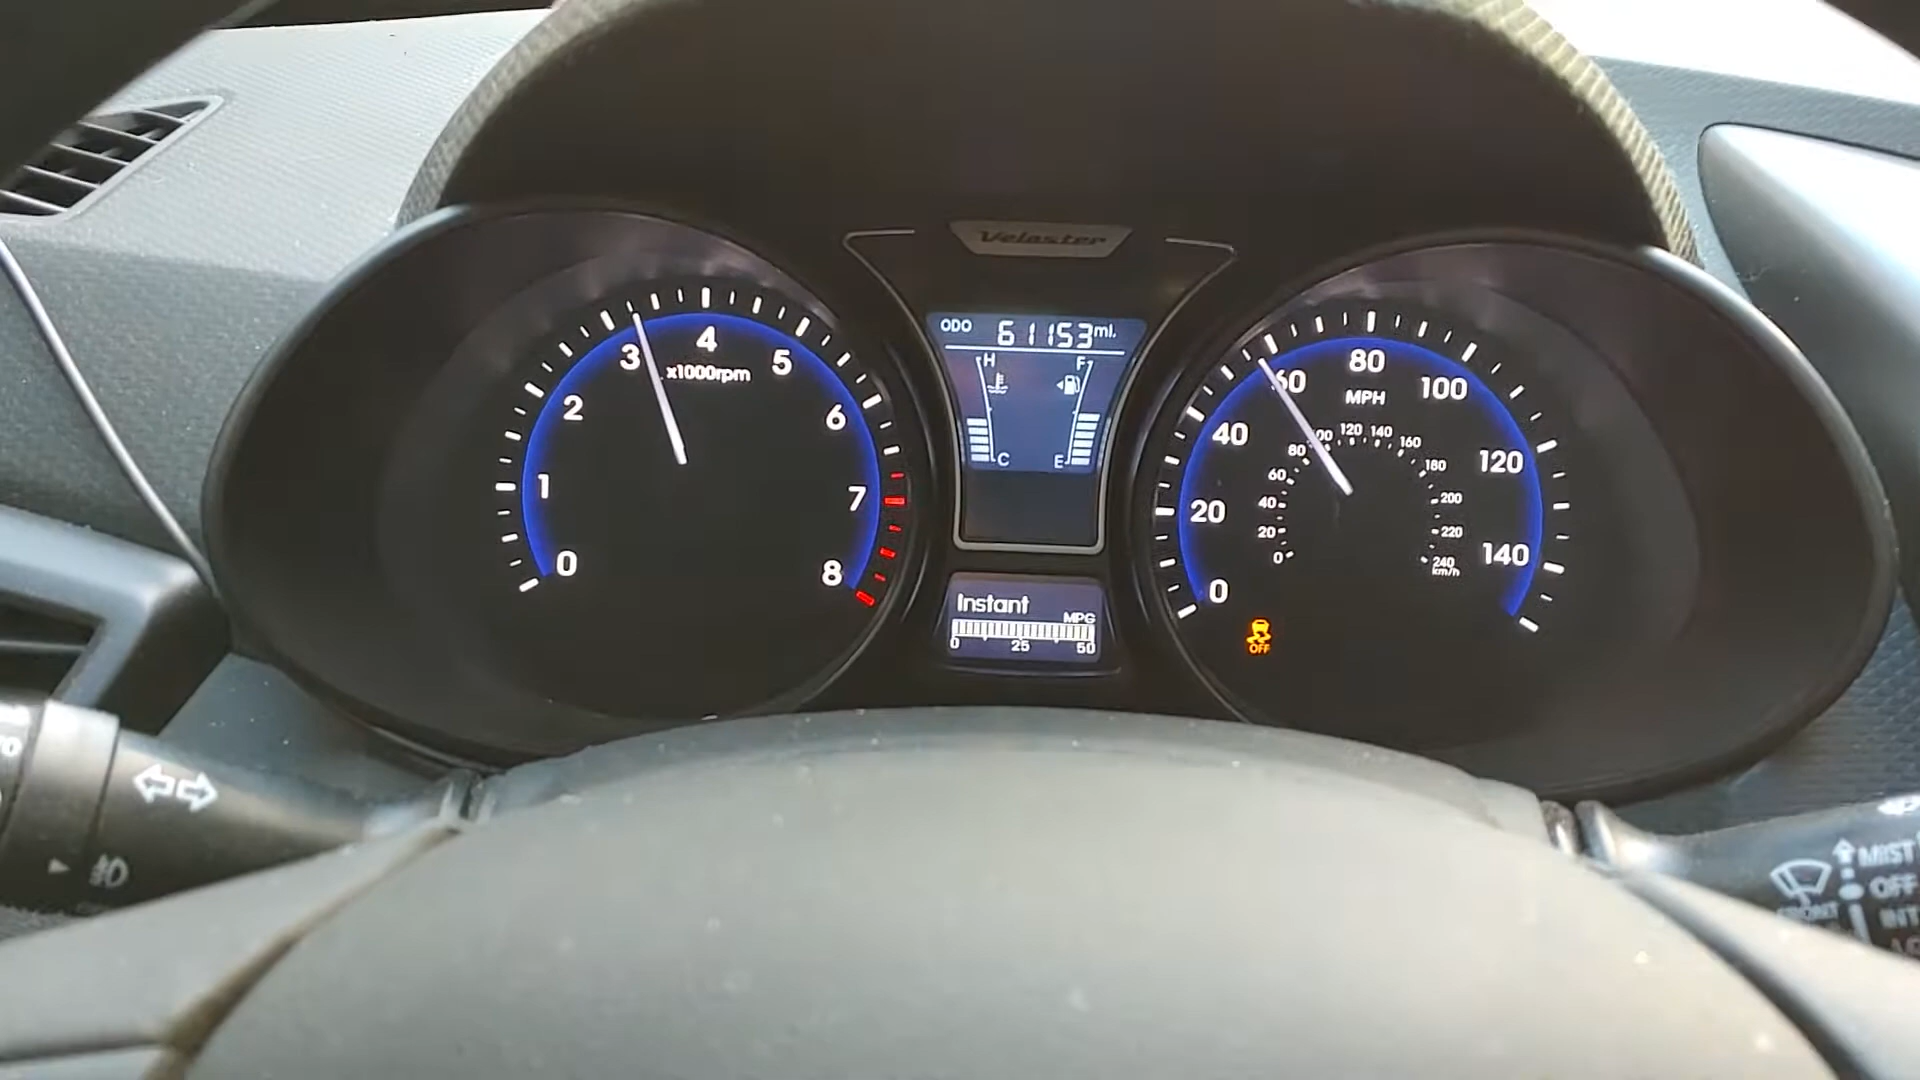 Veloster
ODO 61153 mi.
H F
C E
0 1 2 3 4 5 6 7 8
x1000rpm
0 20 40 60 80 100 120 140
MPH
0 20 40 60 80 100 120 140 160 180 200 220 240
km/h
OFF
Instant
MPG
0 25 50
MIST
OFF
INT
FRONT